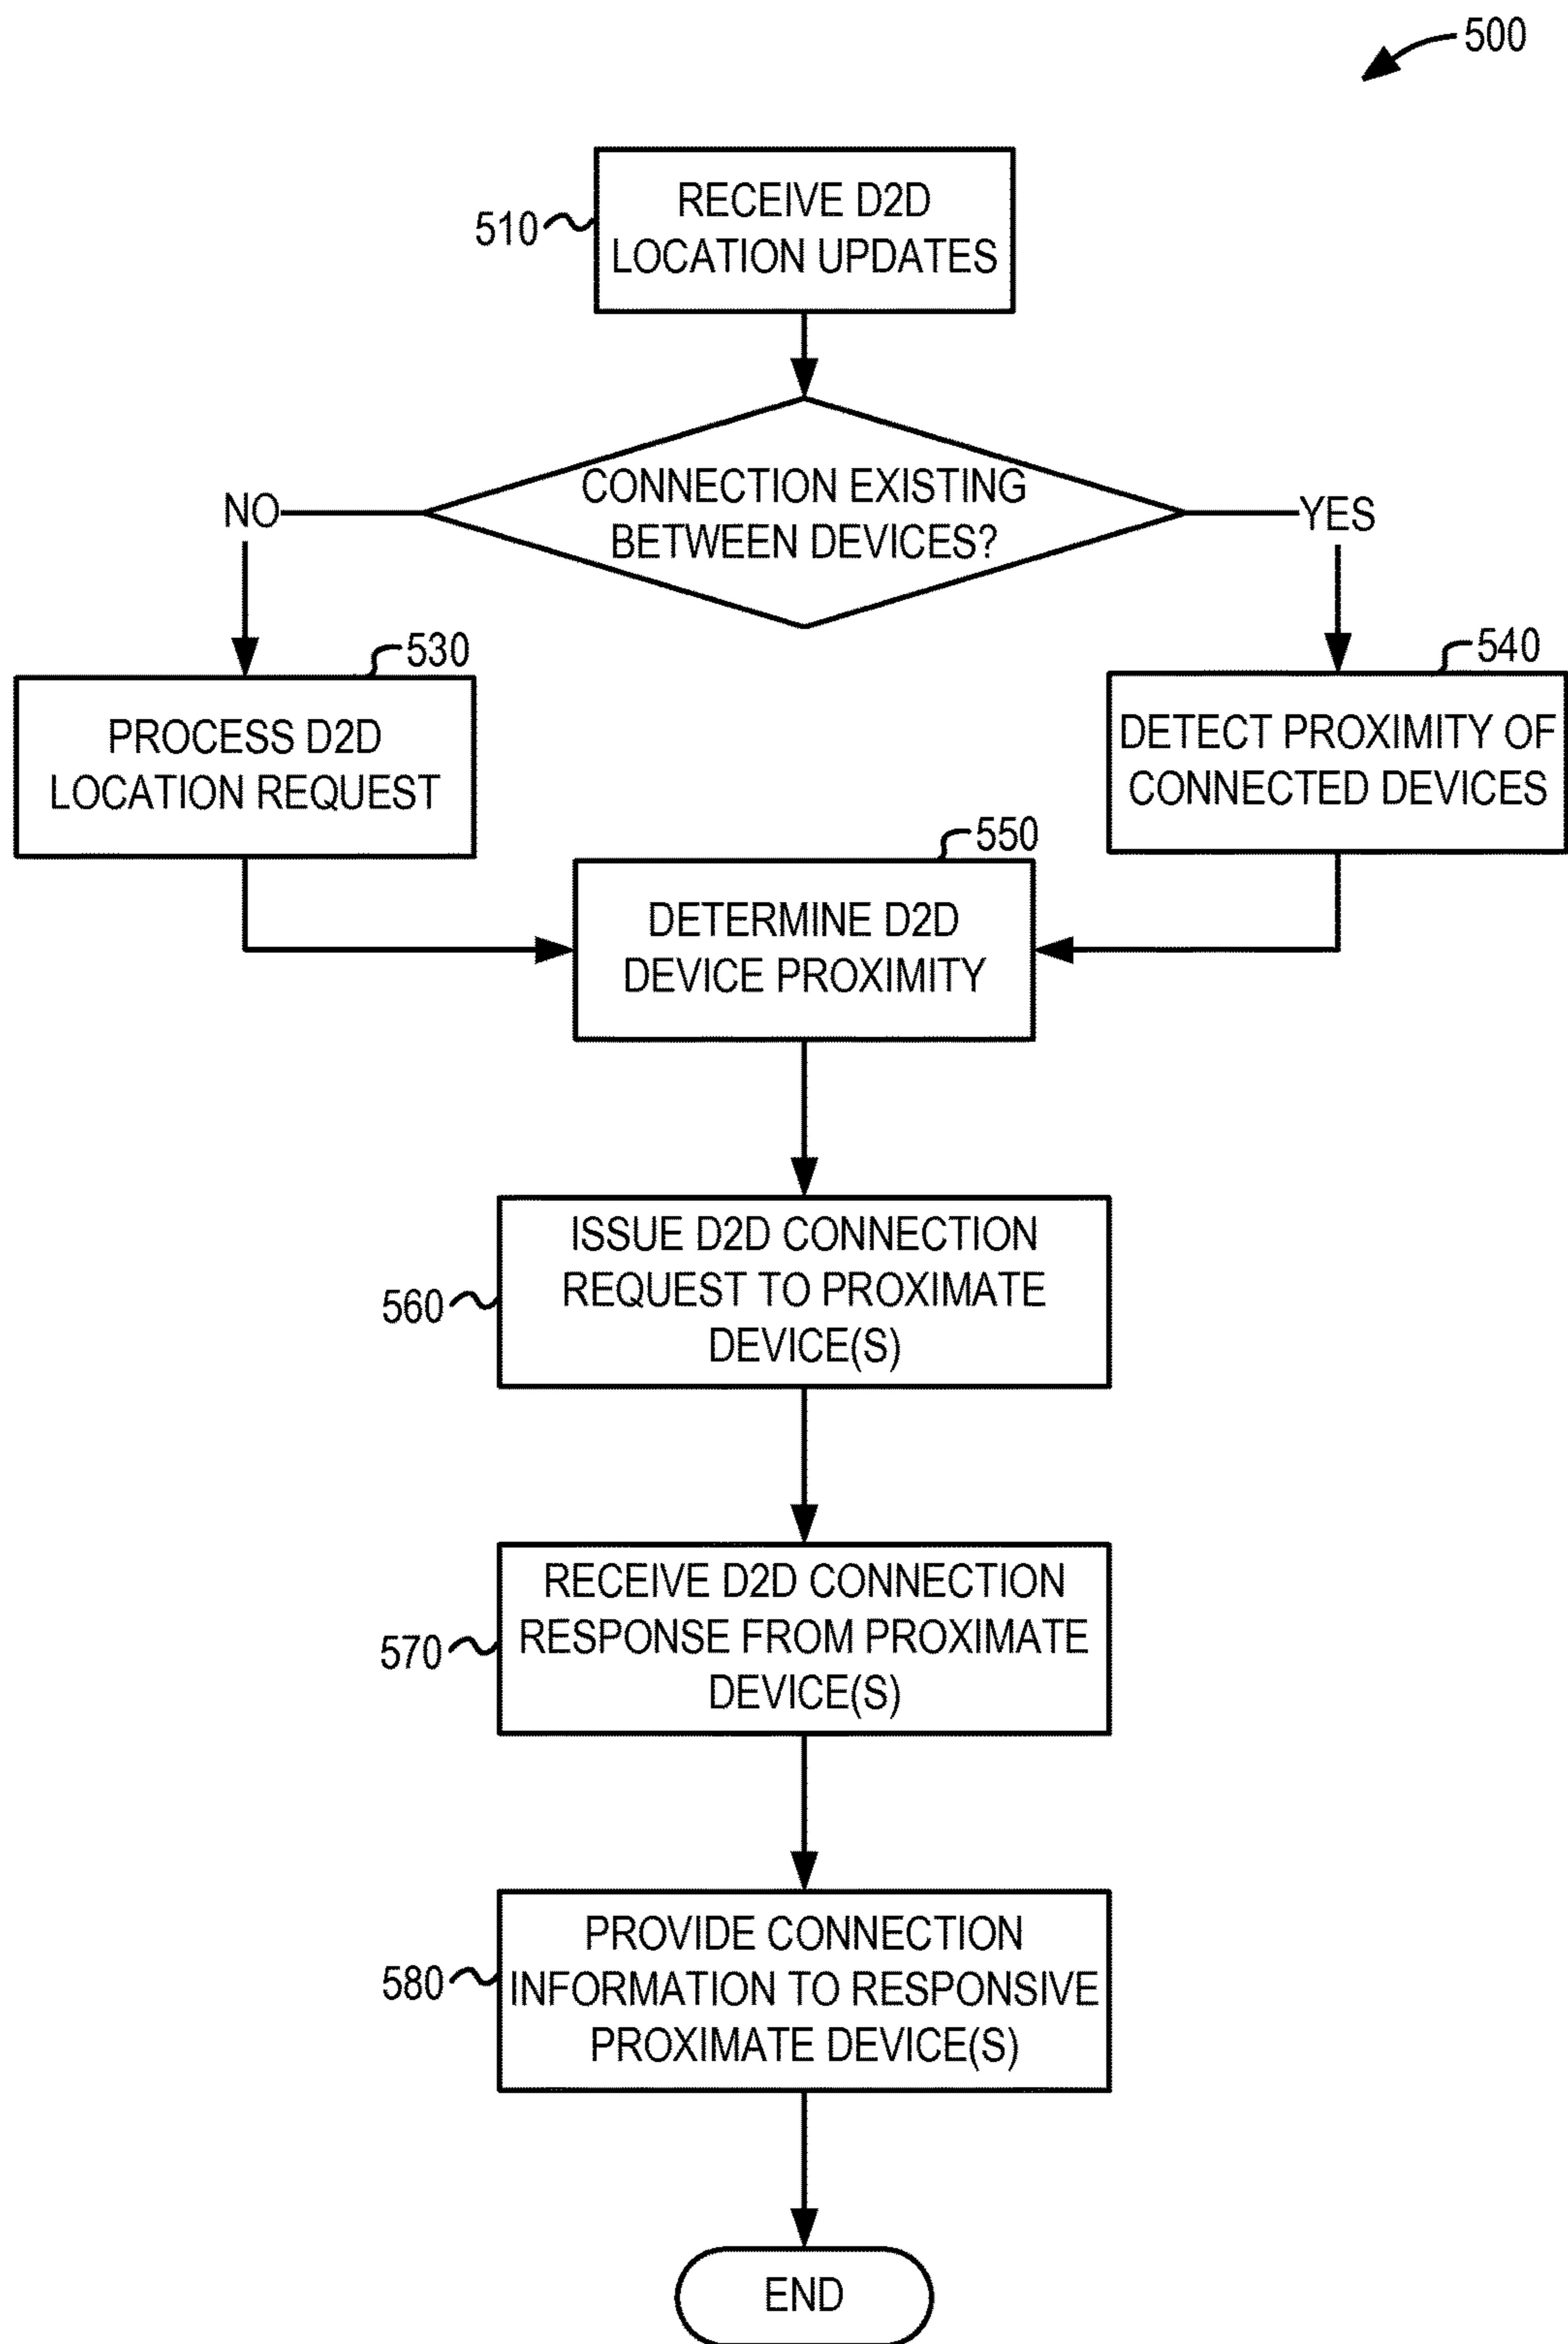 500
RECEIVE D2D
LOCATION UPDATES
510
CONNECTION EXISTING
BETWEEN DEVICES?
NO
YES
530
PROCESS D2D
LOCATION REQUEST
540
DETECT PROXIMITY OF
CONNECTED DEVICES
550
DETERMINE D2D
DEVICE PROXIMITY
ISSUE D2D CONNECTION
REQUEST TO PROXIMATE
DEVICE(S)
560
RECEIVE D2D CONNECTION
RESPONSE FROM PROXIMATE
DEVICE(S)
570
PROVIDE CONNECTION
INFORMATION TO RESPONSIVE
PROXIMATE DEVICE(S)
580
END